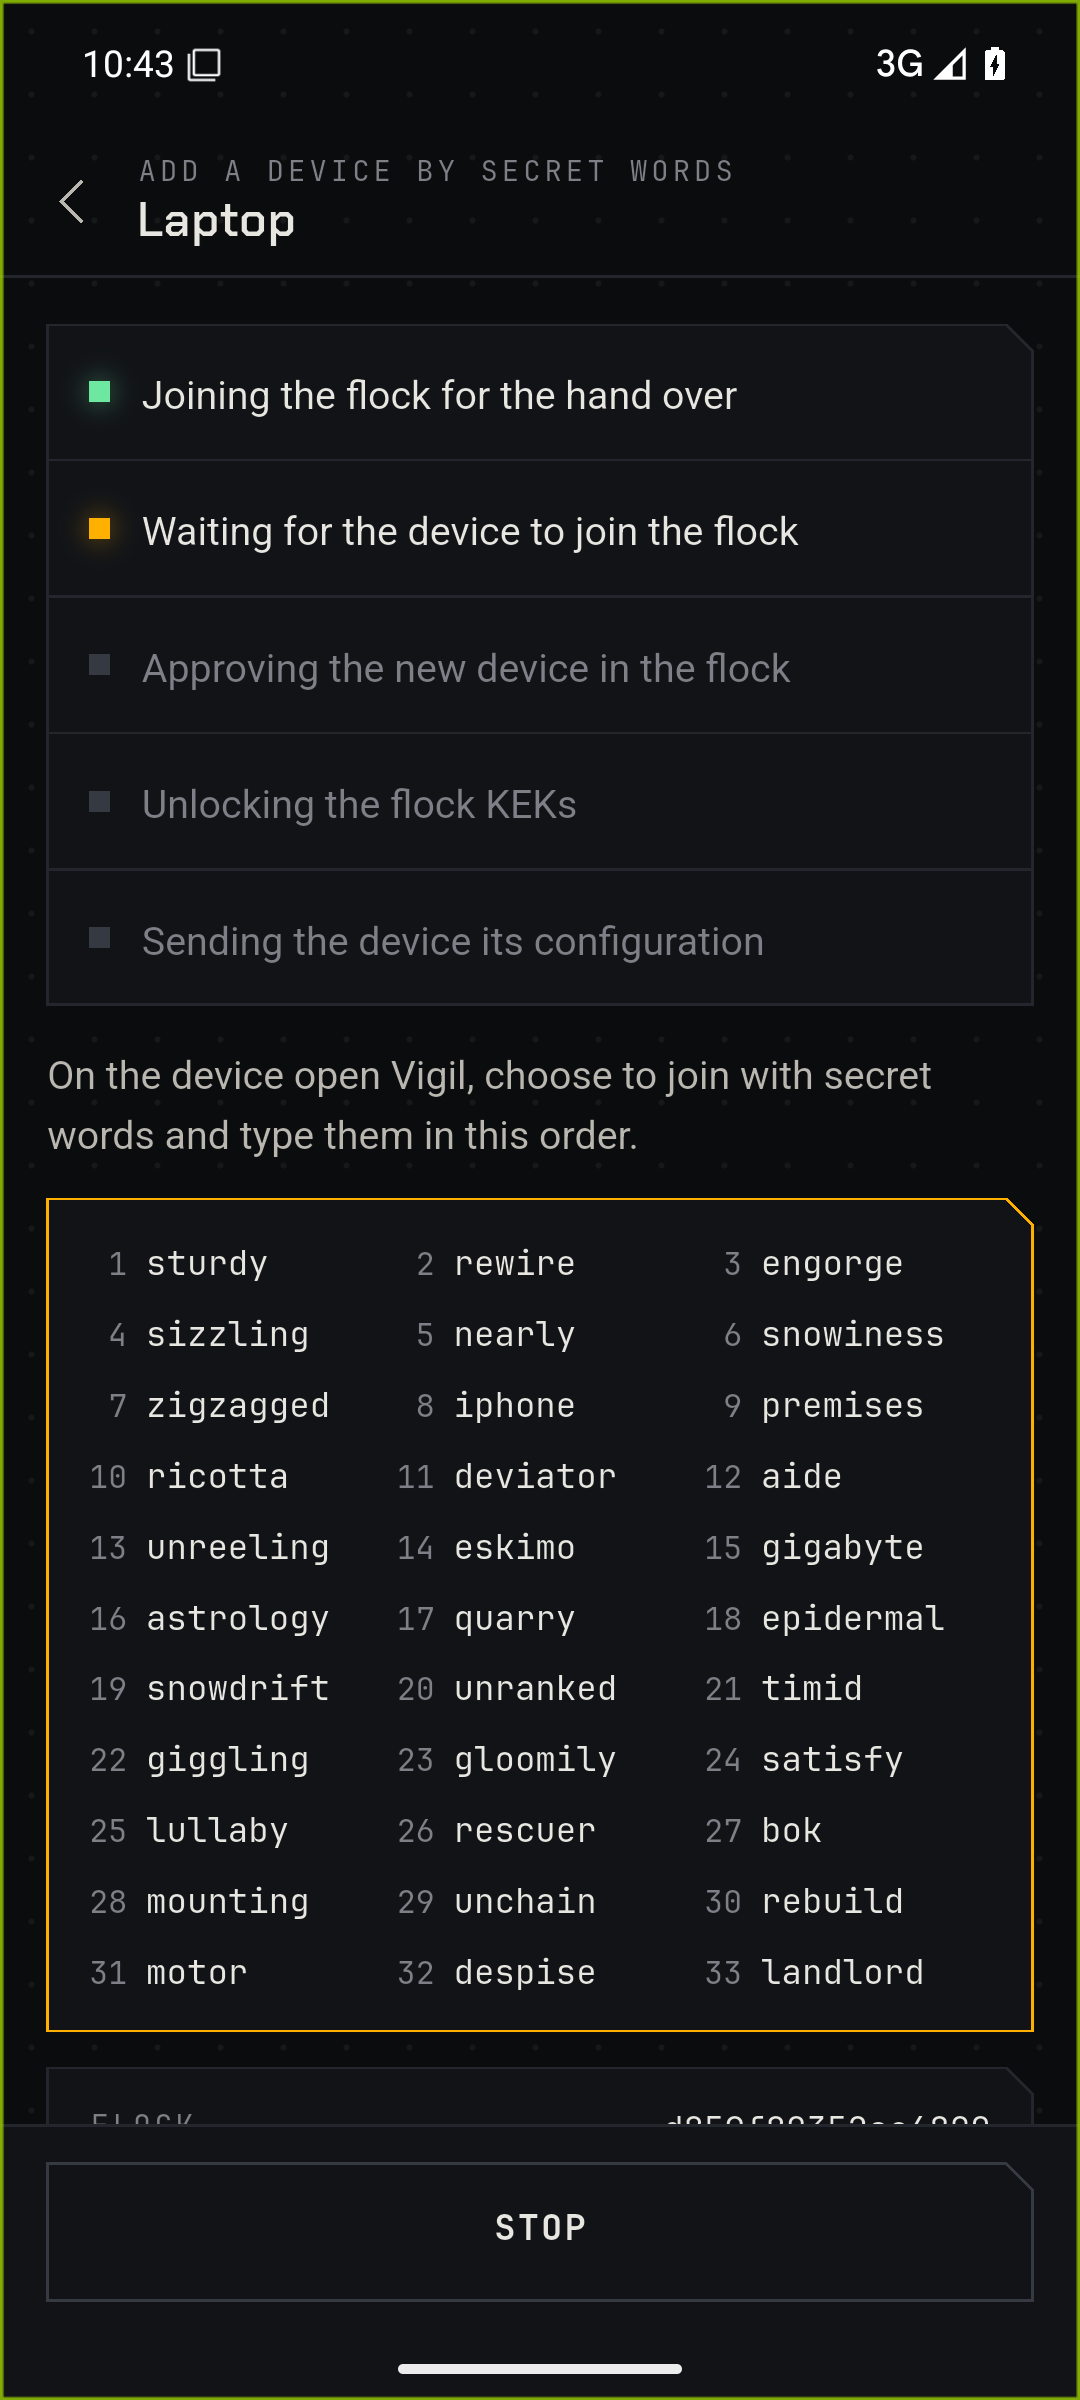 10:43 3G
ADD A DEVICE BY SECRET WORDS
Laptop
Joining the flock for the hand over
Waiting for the device to join the flock
Approving the new device in the flock
Unlocking the flock KEKs
Sending the device its configuration
On the device open Vigil, choose to join with secret
words and type them in this order.
1 sturdy 2 rewire 3 engorge
4 sizzling 5 nearly 6 snowiness
7 zigzagged 8 iphone 9 premises
10 ricotta 11 deviator 12 aide
13 unreeling 14 eskimo 15 gigabyte
16 astrology 17 quarry 18 epidermal
19 snowdrift 20 unranked 21 timid
22 giggling 23 gloomily 24 satisfy
25 lullaby 26 rescuer 27 bok
28 mounting 29 unchain 30 rebuild
31 motor 32 despise 33 landlord
FLOCK
STOP